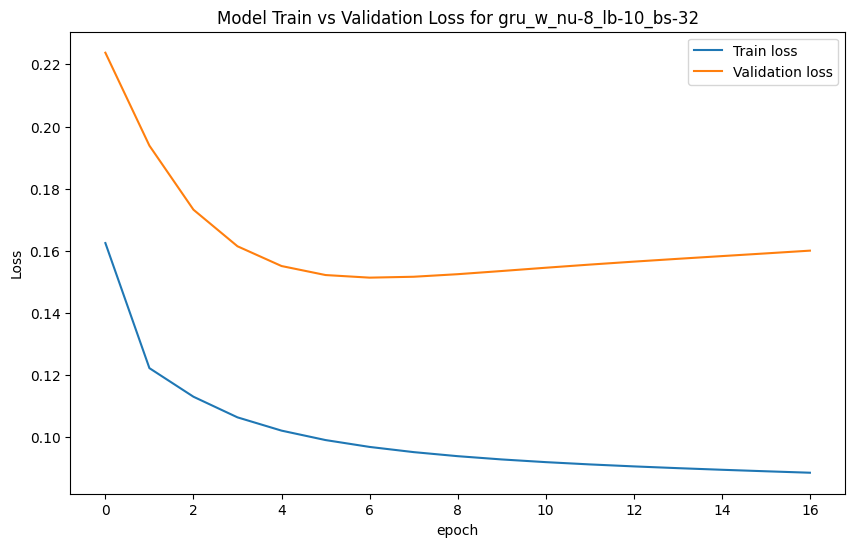 Model Train vs Validation Loss for gru_w_nu-8_lb-10_bs-32
Train loss
Validation loss
0.22
0.20
0.18
0.16
0.14
0.12
0.10
Loss
0 2 4 6 8 10 12 14 16
epoch